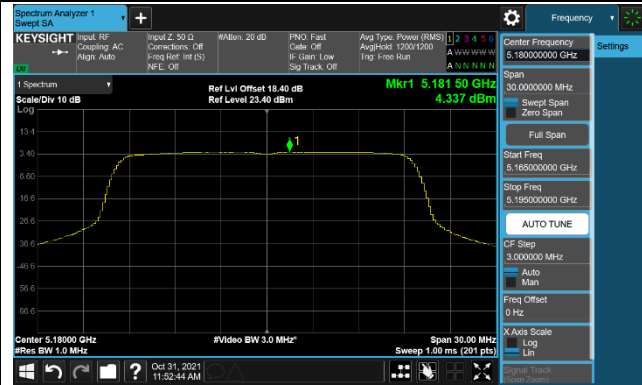 Spectrum Analyzer 1
Swept SA
Frequency
KEYSIGHT
Input: RF
Coupling: AC
Align: Auto
Input Z: 50 Ω
Corrections: Off
Freq Ref: Int (S)
NFE: Off
#Atten: 20 dB
PNO: Fast
Gate: Off
IF Gain: Low
Sig Track: Off
Avg Type: Power (RMS)
Avg|Hold: 1200/1200
Trig: Free Run
1 2 3 4 5 6
A W W W W W
A N N N N N
1 Spectrum
Scale/Div 10 dB
Log
Ref Lvl Offset 18.40 dB
Ref Level 23.40 dBm
Mkr1 5.181 50 GHz
4.337 dBm
13.4
3.40
-6.60
-16.6
-26.6
-36.6
-46.6
-56.6
-66.6
1
Center 5.18000 GHz
#Res BW 1.0 MHz
#Video BW 3.0 MHz*
Span 30.00 MHz
Sweep 1.00 ms (201 pts)
Oct 31, 2021
11:52:44 AM
Center Frequency
5.180000000 GHz
Settings
Span
30.0000000 MHz
Swept Span
Zero Span
Full Span
Start Freq
5.165000000 GHz
Stop Freq
5.195000000 GHz
AUTO TUNE
CF Step
3.000000 MHz
Auto
Man
Freq Offset
0 Hz
X Axis Scale
Log
Lin
Signal Track
(Span Zoom)